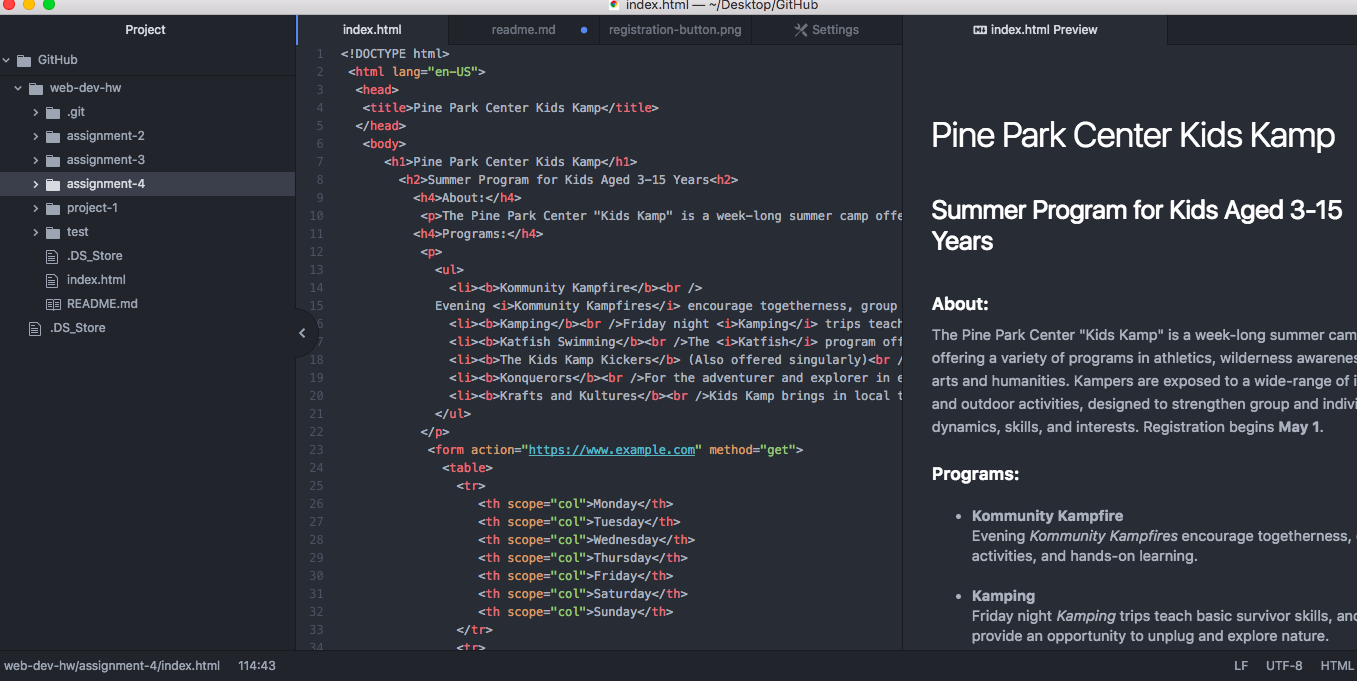 index.html — ~/Desktop/GitHub
Project
GitHub
web-dev-hw
.git
assignment-2
assignment-3
assignment-4
project-1
test
.DS_Store
index.html
README.md
.DS_Store
index.html
readme.md
registration-button.png
Settings
1 <!DOCTYPE html>
2 <html lang="en-US">
3 <head>
4 <title>Pine Park Center Kids Kamp</title>
5 </head>
6 <body>
7 <h1>Pine Park Center Kids Kamp</h1>
8 <h2>Summer Program for Kids Aged 3-15 Years<h2>
9 <h4>About:</h4>
10 <p>The Pine Park Center "Kids Kamp" is a week-long summer camp offe
11 <h4>Programs:</h4>
12 <p>
13 <ul>
14 <li><b>Kommunity Kampfire</b><br />
15 Evening <i>Kommunity Kampfires</i> encourage togetherness, group
6 <li><b>Kamping</b><br />Friday night <i>Kamping</i> trips teach
7 <li><b>Katfish Swimming</b><br />The <i>Katfish</i> program off
18 <li><b>The Kids Kamp Kickers</b> (Also offered singularly)<br /
19 <li><b>Konquerors</b><br />For the adventurer and explorer in e
20 <li><b>Krafts and Kultures</b><br />Kids Kamp brings in local t
21 </ul>
22 </p>
23 <form action="https://www.example.com" method="get">
24 <table>
25 <tr>
26 <th scope="col">Monday</th>
27 <th scope="col">Tuesday</th>
28 <th scope="col">Wednesday</th>
29 <th scope="col">Thursday</th>
30 <th scope="col">Friday</th>
31 <th scope="col">Saturday</th>
32 <th scope="col">Sunday</th>
33 </tr>
34 <tr>
index.html Preview
Pine Park Center Kids Kamp
Summer Program for Kids Aged 3-15
Years
About:
The Pine Park Center "Kids Kamp" is a week-long summer cam
offering a variety of programs in athletics, wilderness awarenes
arts and humanities. Kampers are exposed to a wide-range of i
and outdoor activities, designed to strengthen group and indivi
dynamics, skills, and interests. Registration begins May 1.
Programs:
• Kommunity Kampfire
Evening Kommunity Kampfires encourage togetherness,
activities, and hands-on learning.
• Kamping
Friday night Kamping trips teach basic survivor skills, and
provide an opportunity to unplug and explore nature.
web-dev-hw/assignment-4/index.html 114:43
LF UTF-8 HTML